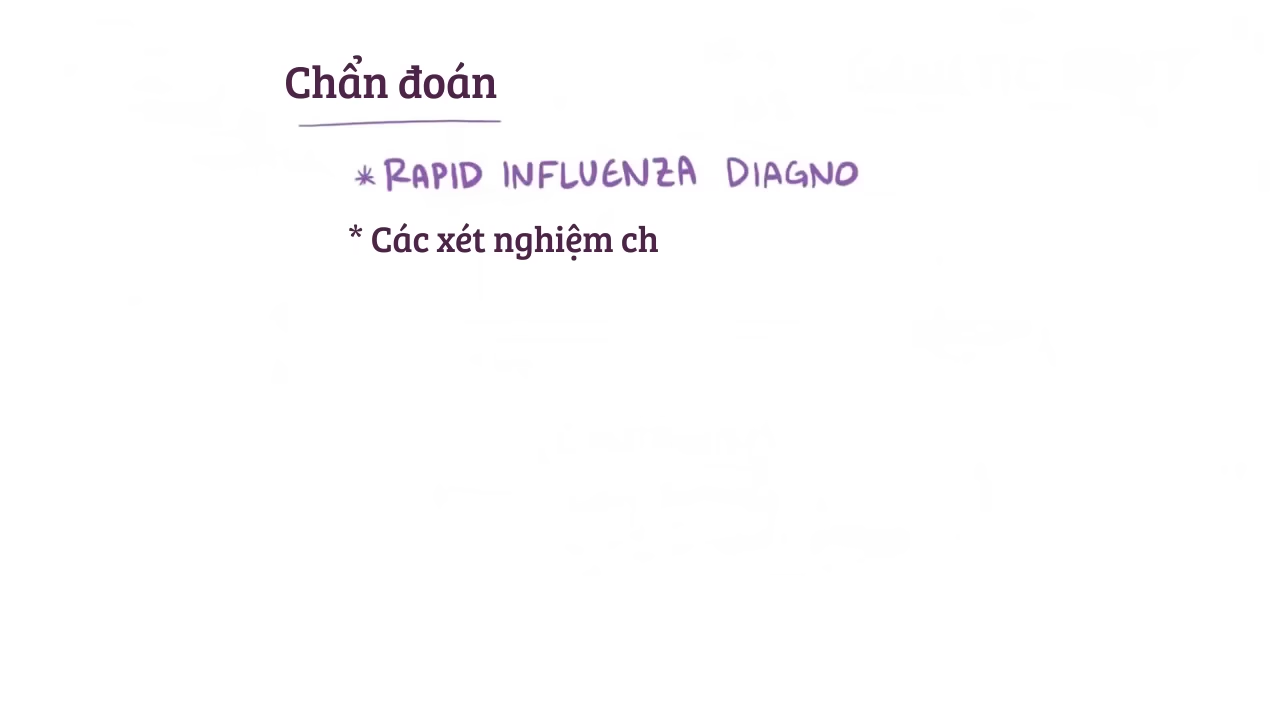 Chẩn đoán
* RAPID INFLUENZA DIAGNO
* Các xét nghiệm ch